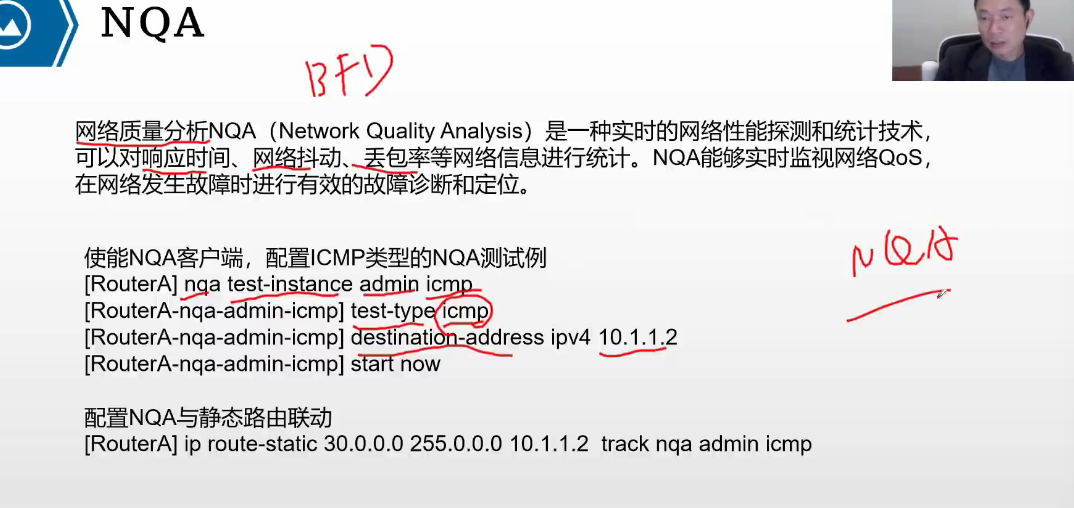 NQA
BFD
网络质量分析NQA（Network Quality Analysis）是一种实时的网络性能探测和统计技术，
可以对响应时间、网络抖动、丢包率等网络信息进行统计。NQA能够实时监视网络QoS，
在网络发生故障时进行有效的故障诊断和定位。
NQA
使能NQA客户端，配置ICMP类型的NQA测试例
[RouterA] nqa test-instance admin icmp
[RouterA-nqa-admin-icmp] test-type icmp
[RouterA-nqa-admin-icmp] destination-address ipv4 10.1.1.2
[RouterA-nqa-admin-icmp] start now
配置NQA与静态路由联动
[RouterA] ip route-static 30.0.0.0 255.0.0.0 10.1.1.2  track nqa admin icmp